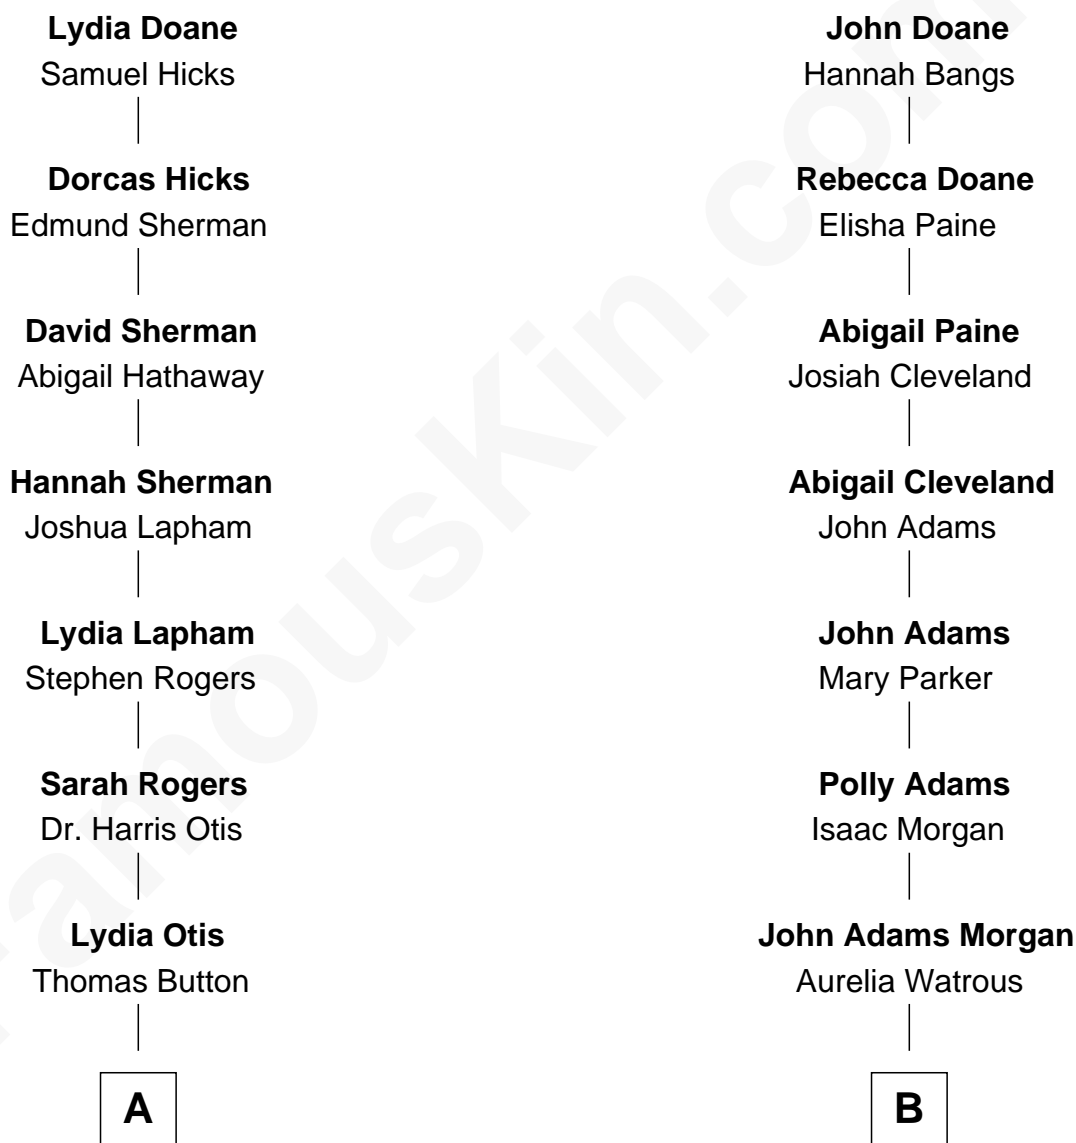 Lydia Doane
Samuel Hicks
Dorcas Hicks
Edmund Sherman
David Sherman
Abigail Hathaway
Hannah Sherman
Joshua Lapham
Lydia Lapham
Stephen Rogers
Sarah Rogers
Dr. Harris Otis
Lydia Otis
Thomas Button
A
John Doane
Hannah Bangs
Rebecca Doane
Elisha Paine
Abigail Paine
Josiah Cleveland
Abigail Cleveland
John Adams
John Adams
Mary Parker
Polly Adams
Isaac Morgan
John Adams Morgan
Aurelia Watrous
B
famouskin.com